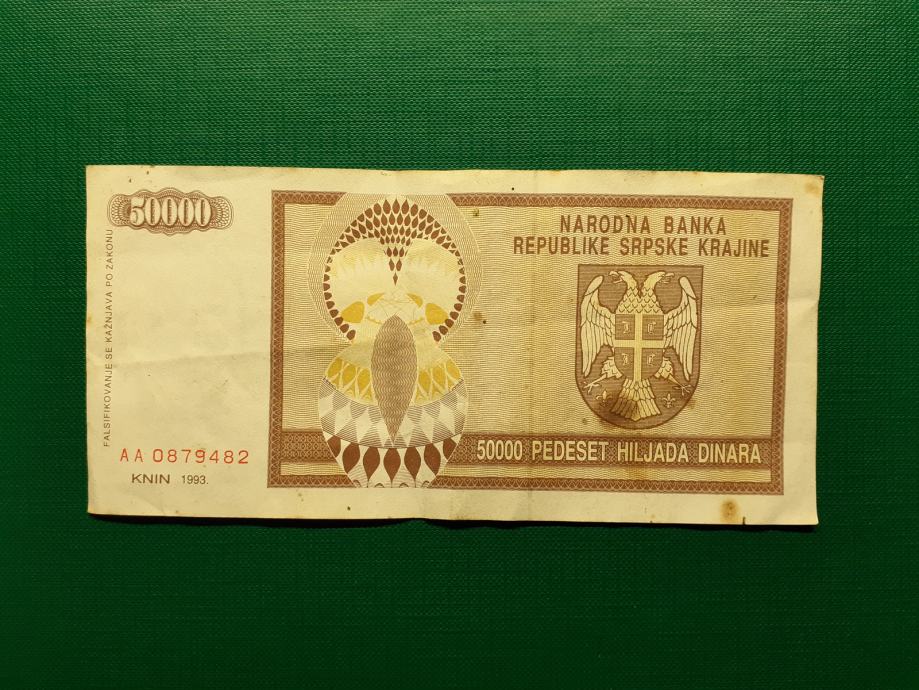 50000
FALSIFIKOVANJE SE KAŽNJAVA PO ZAKONU
AA 0879482
KNIN 1993.
NARODNA BANKA
REPUBLIKE SRPSKE KRAJINE
50000 PEDESET HILJADA DINARA